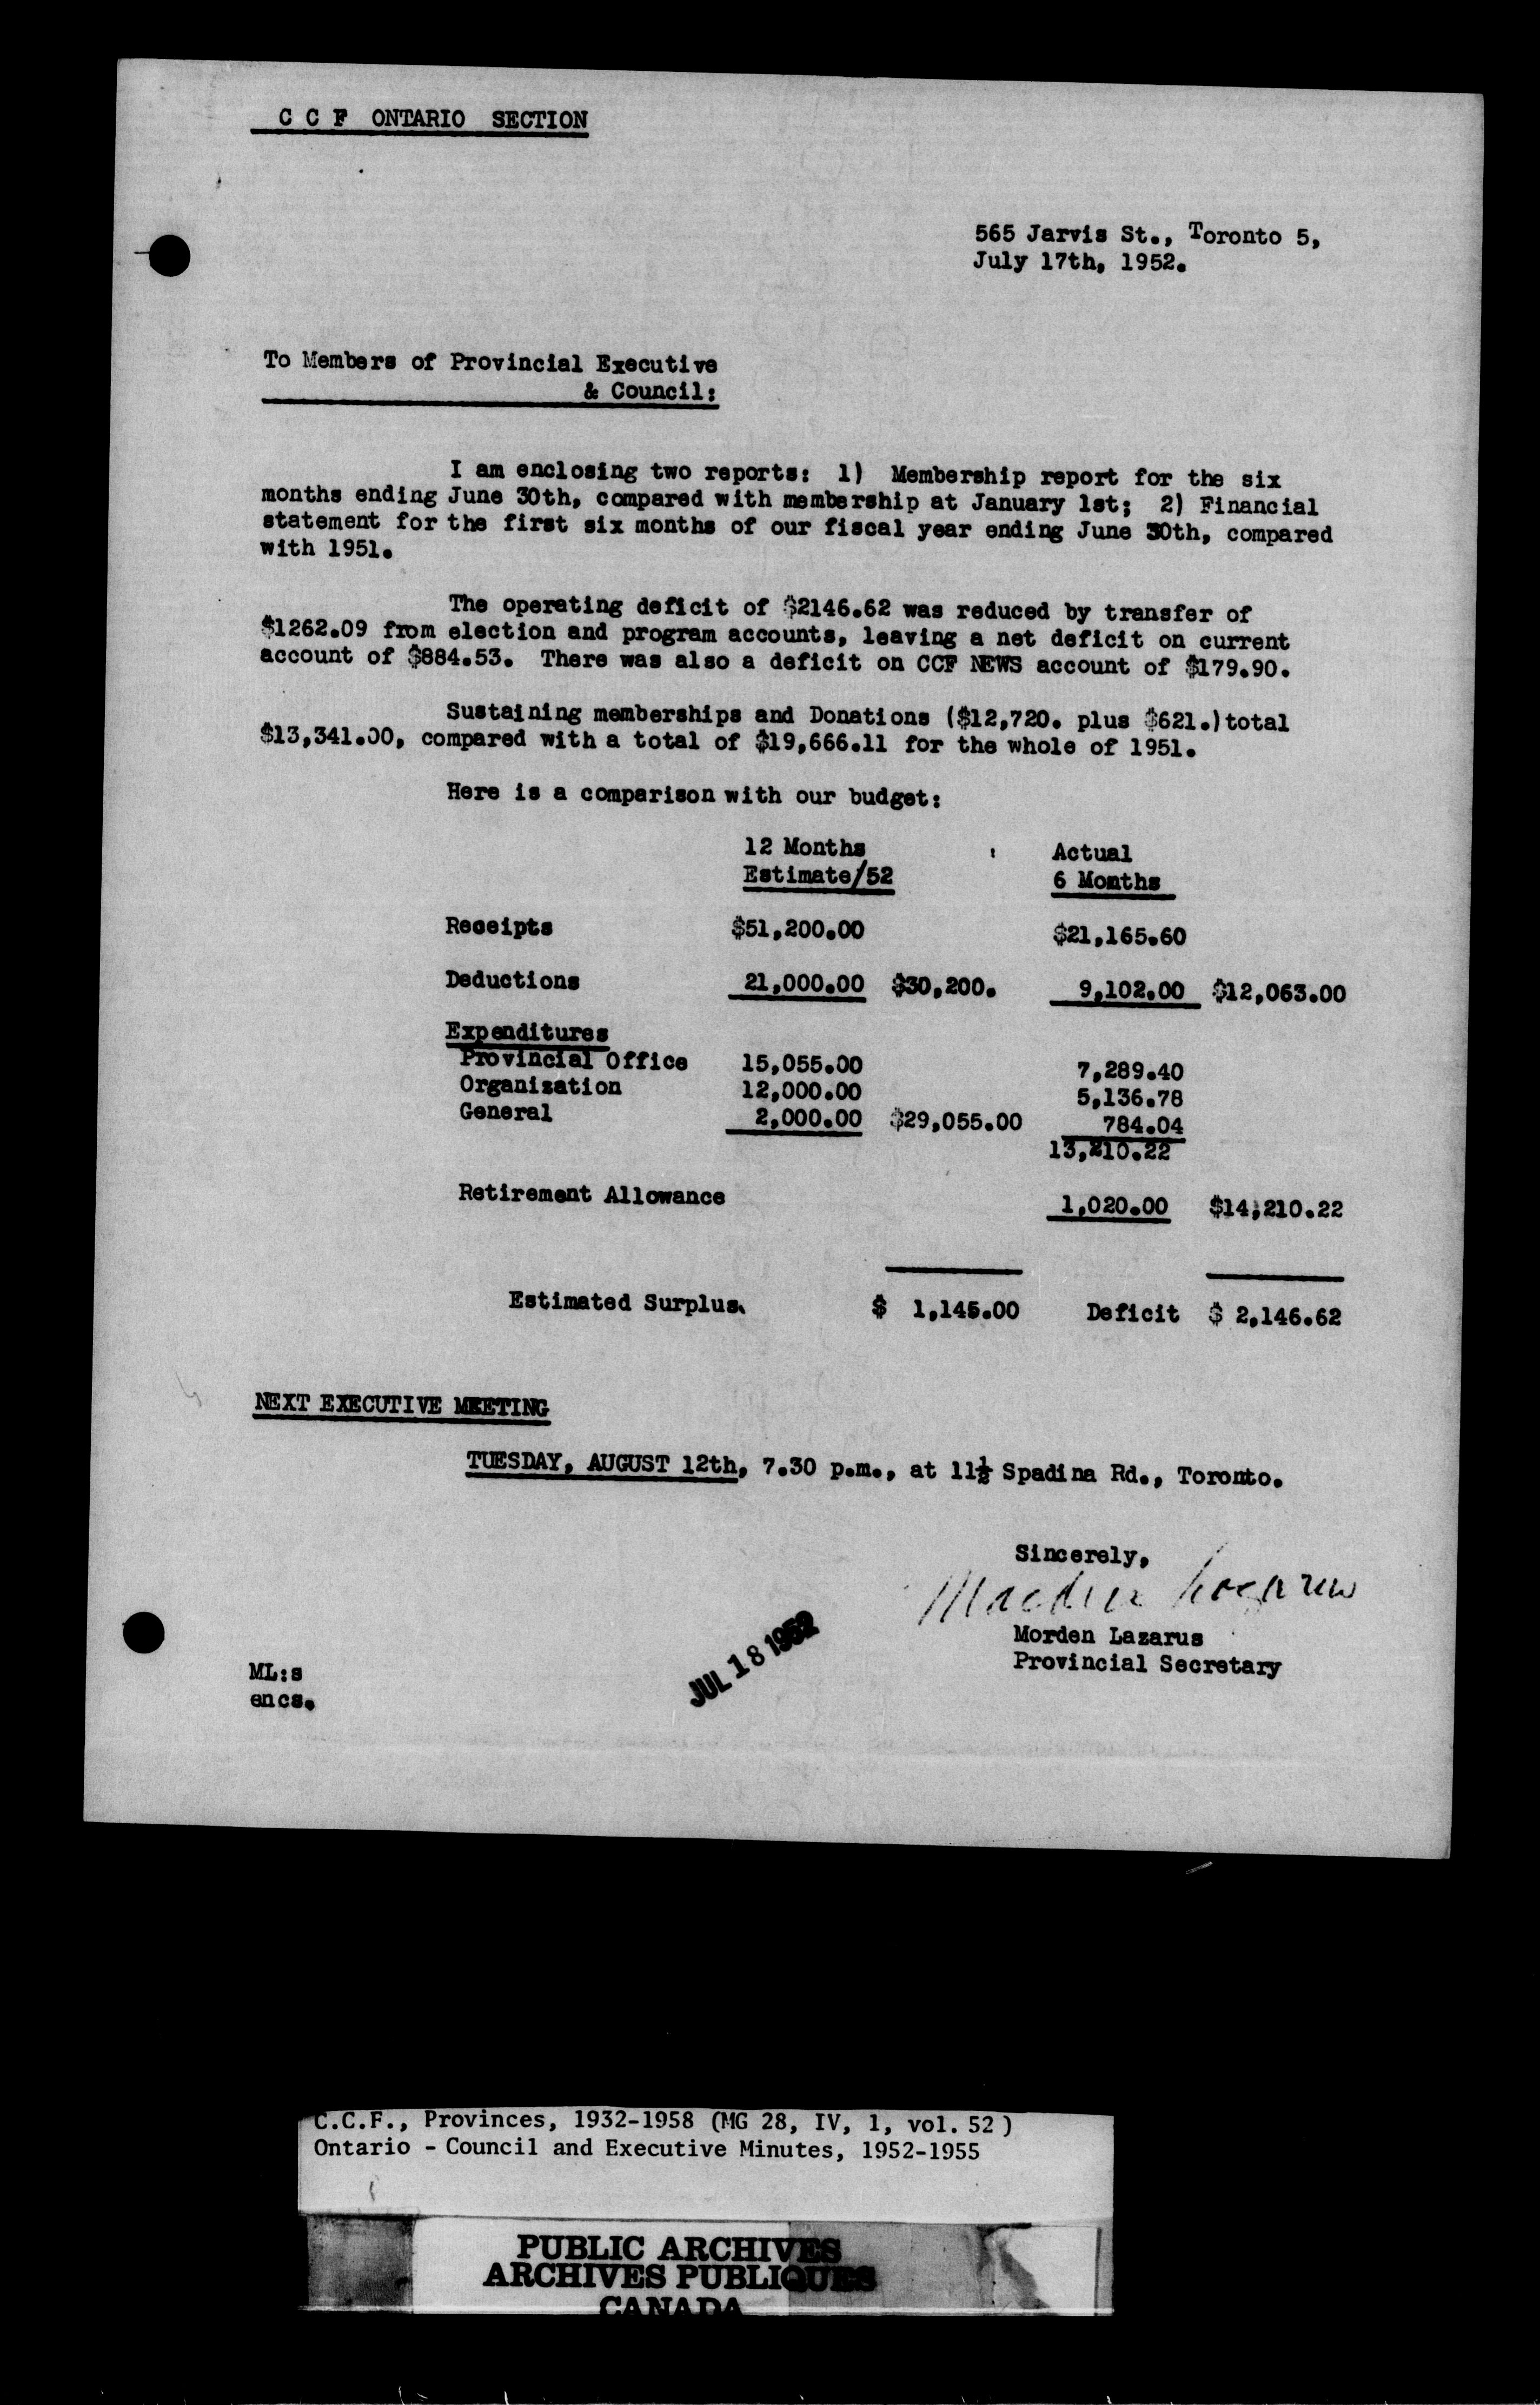 C C F ONTARIO SECTION
565 Jarvis St., Toronto 5,
July 17th, 1952.
To Members of Provincial Executive
& Council:
I am enclosing two reports: 1) Membership report for the six
months ending June 30th, compared with membership at January 1st; 2) Financial
statement for the first six months of our fiscal year ending June 30th, compared
with 1951.
The operating deficit of $2146.62 was reduced by transfer of
$1262.09 from election and program accounts, leaving a net deficit on current
account of $884.53. There was also a deficit on CCF NEWS account of $179.90.
Sustaining memberships and Donations ($12,720. plus $621.)total
$13,341.00, compared with a total of $19,666.11 for the whole of 1951.
Here is a comparison with our budget:
12 Months Actual
Estimate/52 6 Months
Receipts $51,200.00 $21,165.60
Deductions 21,000.00 $30,200. 9,102.00 $12,063.00
Expenditures
Provincial Office 15,055.00 7,289.40
Organization 12,000.00 5,136.78
General 2,000.00 $29,055.00 784.04
13,210.22
Retirement Allowance 1,020.00 $14,210.22
Estimated Surplus. $ 1,145.00 Deficit $ 2,146.62
NEXT EXECUTIVE MEETING
TUESDAY, AUGUST 12th, 7.30 p.m., at 11½ Spadina Rd., Toronto.
Sincerely,
Morden Lazarus
Morden Lazarus
Provincial Secretary
JUL 18 1952
ML:s
encs.
C.C.F., Provinces, 1932-1958 (MG 28, IV, 1, vol. 52)
Ontario - Council and Executive Minutes, 1952-1955
PUBLIC ARCHIVES
ARCHIVES PUBLIQUES
CANADA